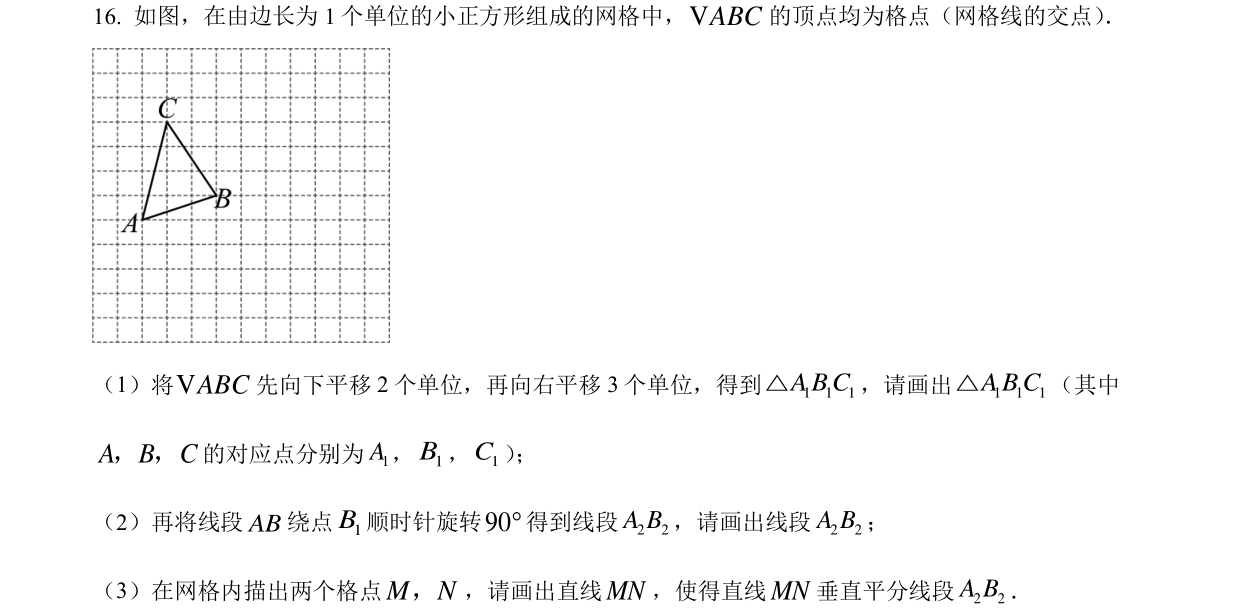 16. 如图，在由边长为 1 个单位的小正方形组成的网格中，VABC 的顶点均为格点（网格线的交点）.
C
B
A
（1）将VABC 先向下平移 2 个单位，再向右平移 3 个单位，得到△A₁B₁C₁，请画出△A₁B₁C₁（其中
A，B，C 的对应点分别为 A₁，B₁，C₁）；
（2）再将线段 AB 绕点 B₁ 顺时针旋转 90° 得到线段 A₂B₂，请画出线段 A₂B₂；
（3）在网格内描出两个格点 M，N，请画出直线 MN，使得直线 MN 垂直平分线段 A₂B₂.